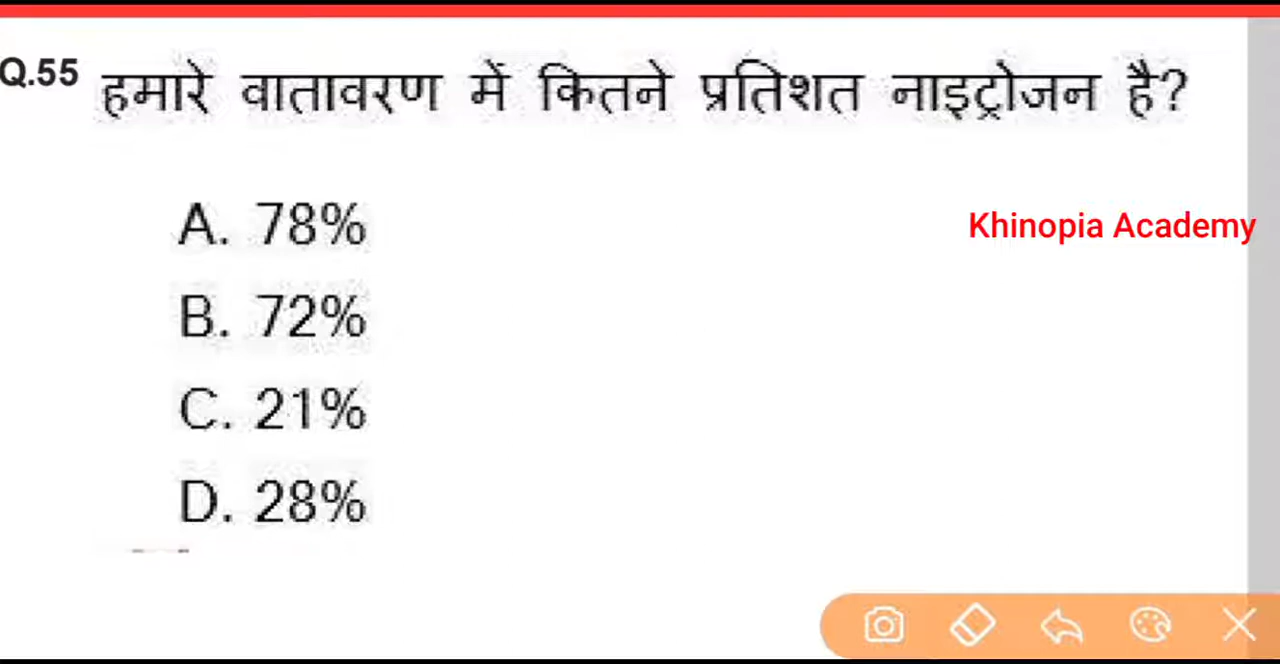 Q.55 हमारे वातावरण में कितने प्रतिशत नाइट्रोजन है?
A. 78%
Khinopia Academy
B. 72%
C. 21%
D. 28%